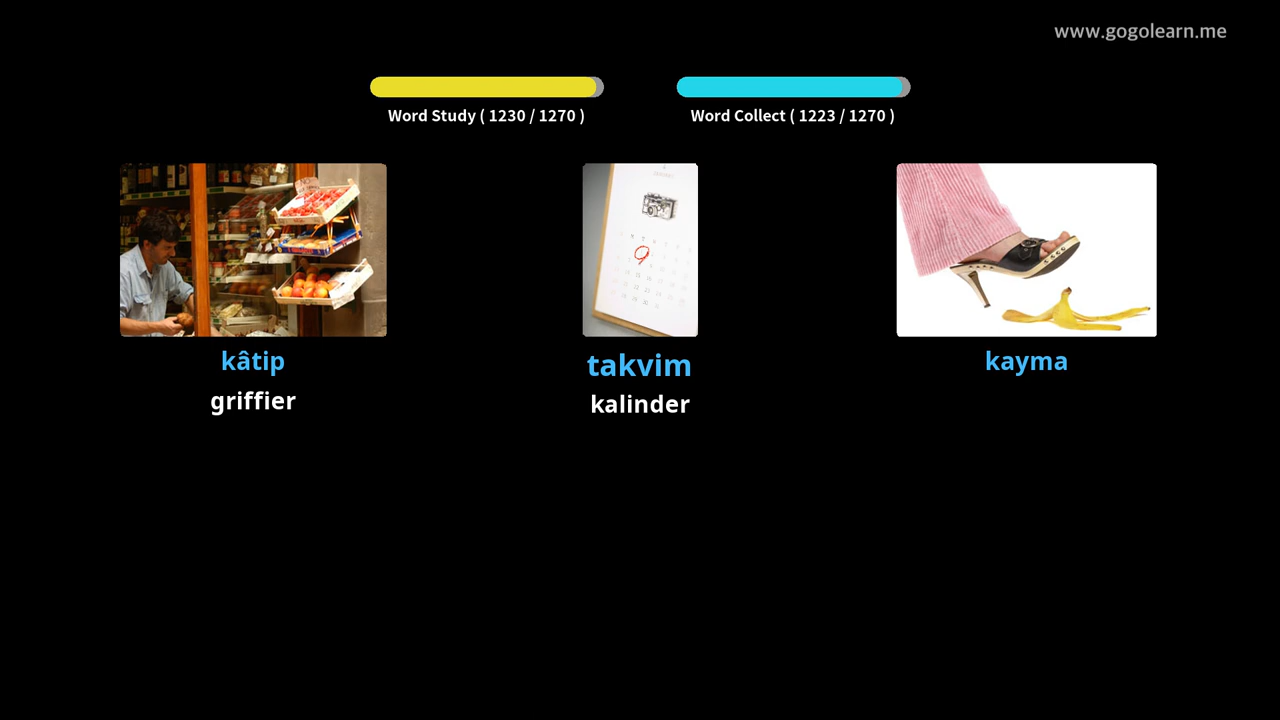 www.gogolearn.me
Word Study ( 1230 / 1270 )
Word Collect ( 1223 / 1270 )
kâtip
griffier
takvim
kalinder
kayma